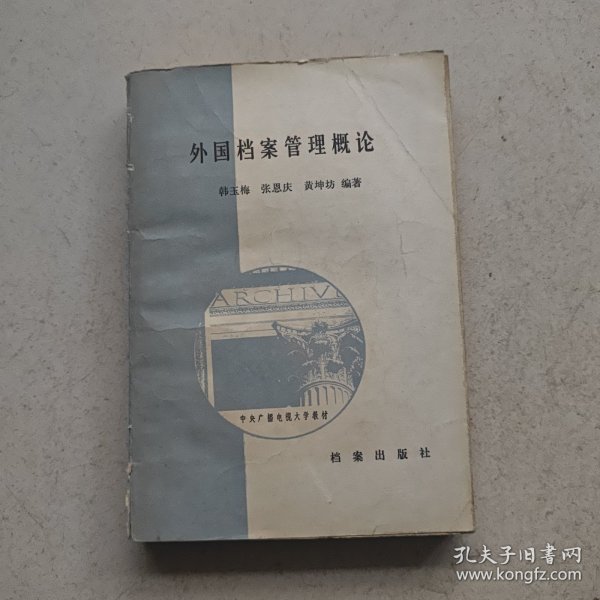 外国档案管理概论
韩玉梅 张恩庆 黄坤坊 编著
ARCHIVE
中央广播电视大学教材
档案出版社
孔夫子旧书网
www.kongfz.com